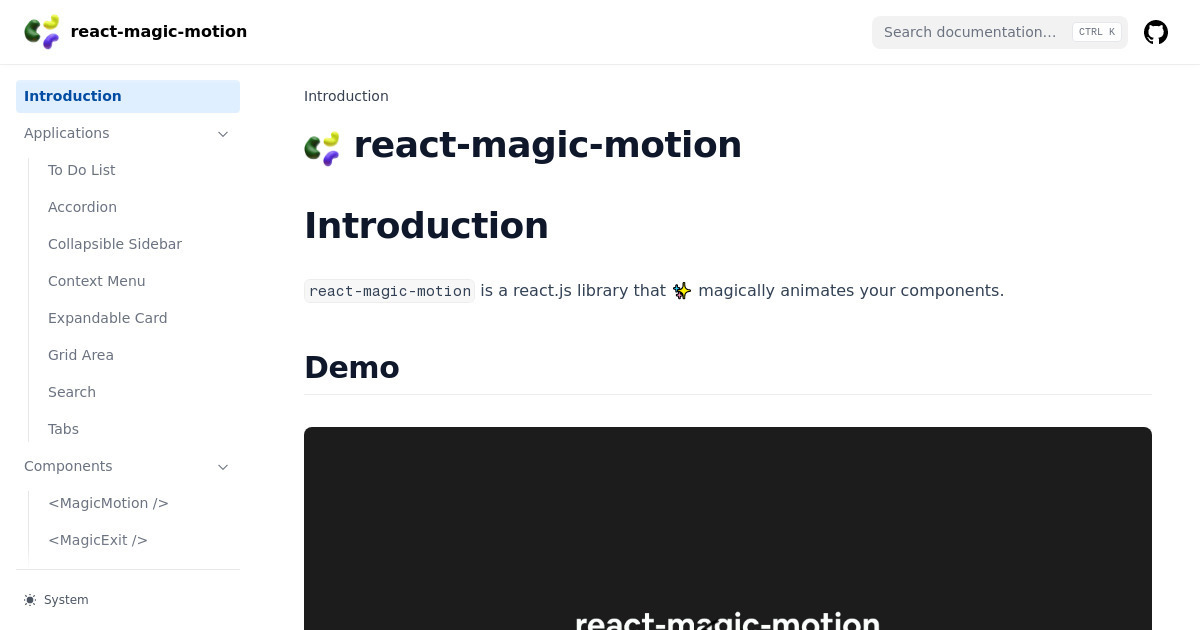 react-magic-motion
Search documentation…
CTRL K
Introduction
Applications
To Do List
Accordion
Collapsible Sidebar
Context Menu
Expandable Card
Grid Area
Search
Tabs
Components
<MagicMotion />
<MagicExit />
System
Introduction
react-magic-motion
Introduction
react-magic-motion is a react.js library that ✨ magically animates your components.
Demo
react-magic-motion